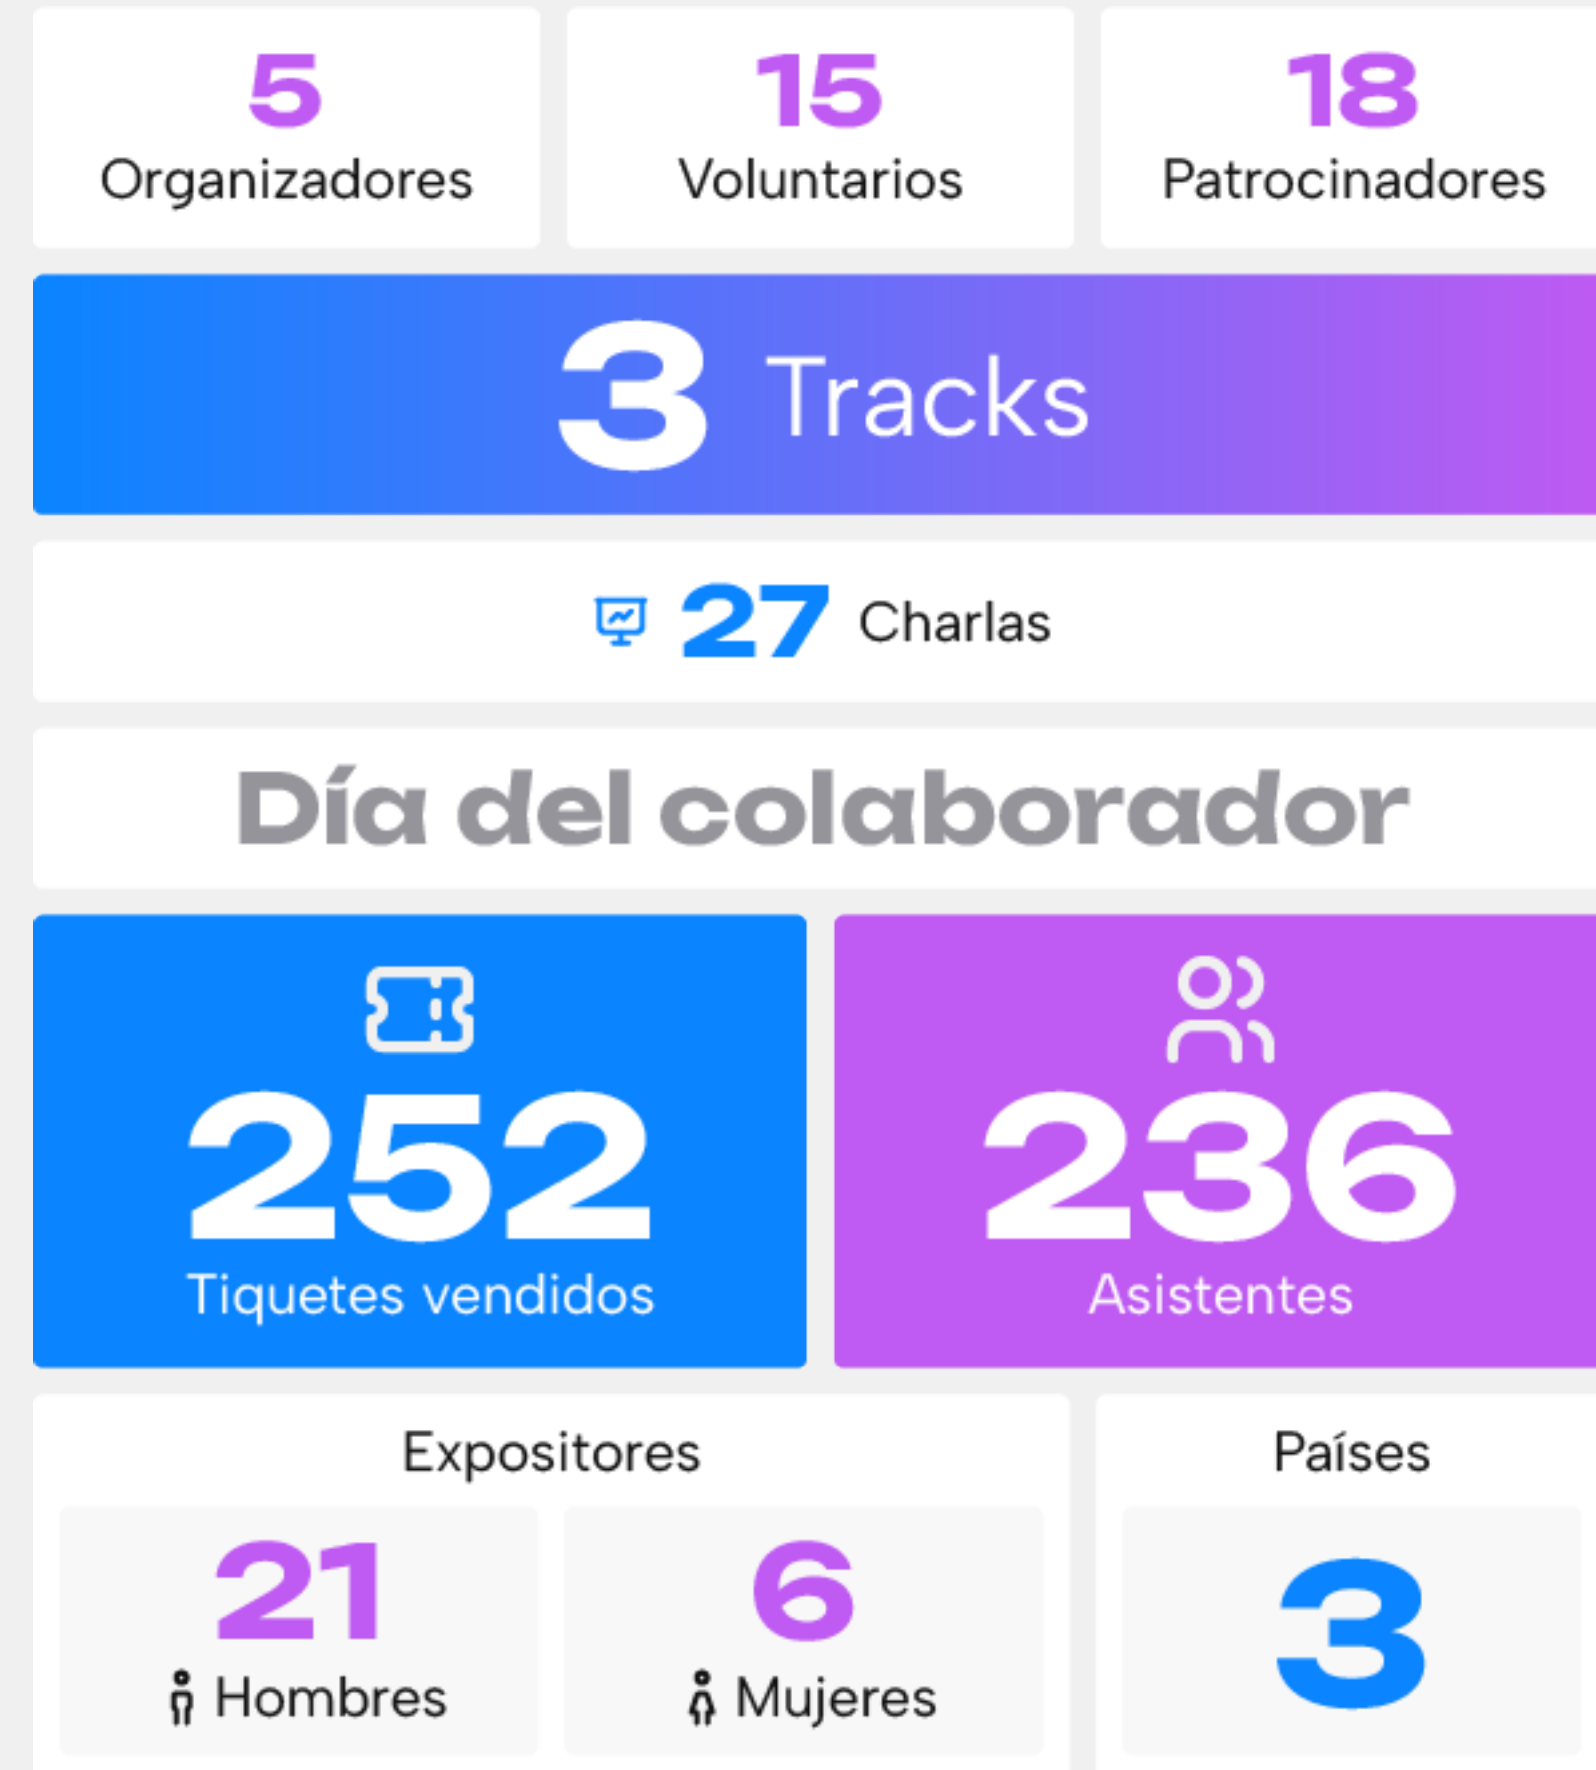 5
Organizadores
15
Voluntarios
18
Patrocinadores
3 Tracks
27 Charlas
Día del colaborador
252
Tiquetes vendidos
236
Asistentes
Expositores
21
Hombres
6
Mujeres
Países
3